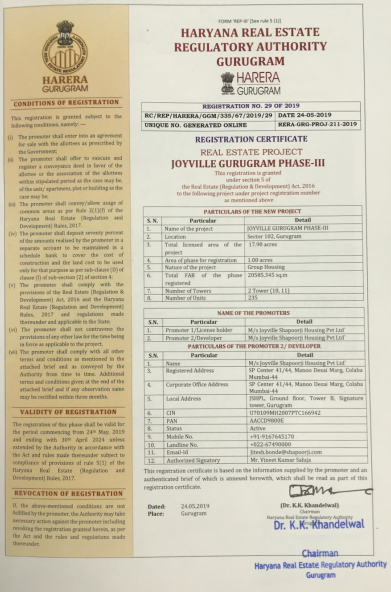 FORM 'REP-III' [See rule 5 (1)]
HARYANA REAL ESTATE
REGULATORY AUTHORITY
GURUGRAM
HARERA
GURUGRAM
REGISTRATION NO. 29 OF 2019
RC/REP/HARERA/GGM/335/67/2019/29 DATE 24-05-2019
UNIQUE NO. GENERATED ONLINE RERA-GRG-PROJ-211-2019
REGISTRATION CERTIFICATE
REAL ESTATE PROJECT
JOYVILLE GURUGRAM PHASE-III
This registration is granted
under section 5 of
the Real Estate (Regulation & Development) Act, 2016
to the following project under project registration number
as mentioned above
PARTICULARS OF THE NEW PROJECT
S. N. Particular Detail
1. Name of the project JOYVILLE GURUGRAM PHASE-III
2. Location Sector 102, Gurugram
3. Total licensed area of the project 17.90 acres
4. Area of phase for registration 1.00 acres
5. Nature of the project Group Housing
6. Total FAR of the phase registered 20585.345 sqm
7. Number of Towers 2 Tower (10, 11)
8. Number of Units 235
NAME OF THE PROMOTERS
S.N. Particular Detail
1. Promoter 1/License holder M/s Joyville Shapoorji Housing Pvt Ltd
2. Promoter 2/Developer M/s Joyville Shapoorji Housing Pvt Ltd
PARTICULARS OF THE PROMOTER 2/ DEVELOPER
S.N. Particular Detail
1. Name M/s Joyville Shapoorji Housing Pvt Ltd
2. Registered Address SP Center 41/44, Manoo Desai Marg, Colaba
Mumbai-44
4. Corporate Office Address SP Center 41/44, Manoo Desai Marg, Colaba
Mumbai-44
5. Local Address JSHPL, Ground floor, Tower B, Signature
tower, Gurugram
6. CIN U70109MH2007PTC166942
7. PAN AACCD9800E
8. Status Active
9. Mobile No. +91-9167645170
10. Landline No. +022-67490000
11. Email-Id jitesh.bonde@shapoorji.com
12. Authorized Signatory Mr. Vineet Kumar Sahu
This registration certificate is based on the information supplied by the promoter and an
authenticated brief of which is annexed herewith, which shall be read as part of this
registration certificate.
Dated: 24.05.2019
Place: Gurugram
(Dr. K.K. Khandelwal)
Chairman
Haryana Real Estate Regulatory Authority
Gurugram
Dr. K.K. Khandelwal
Chairman
Haryana Real Estate Regulatory Authority
Gurugram
HARERA
GURUGRAM
CONDITIONS OF REGISTRATION
This registration is granted subject to the
following conditions, namely: —
(i) The promoter shall enter into an agreement
for sale with the allottees as prescribed by
the Government;
(ii) The promoter shall offer to execute and
register a conveyance deed in favor of the
allottee or the association of the allottees
within stipulated period as the case may be,
of the unit/ apartment, plot or building as the
case may be;
(iii) The promoter shall convey/allow usage of
common areas as per Rule 2(1)(f) of the
Haryana Real Estate (Regulation and
Development) Rules, 2017.
(iv) The promoter shall deposit seventy percent
of the amounts realised by the promoter in a
separate account to be maintained in a
schedule bank to cover the cost of
construction and the land cost to be used
only for that purpose as per sub-clause (D) of
clause (l) of sub-section (2) of section 4;
(v) The promoter shall comply with the
provisions of the Real Estate (Regulation &
Development) Act, 2016 and the Haryana
Real Estate (Regulation and Development)
Rules, 2017 and regulations made
thereunder and applicable in the State;
(vi) The promoter shall not contravene the
provisions of any other law for the time being
in force as applicable to the project;
(vii) The promoter shall comply with all other
terms and conditions as mentioned in the
attached brief and as conveyed by the
Authority from time to time. Additional
terms and conditions given at the end of the
attached brief and if any observation name
may be rectified within three months.
VALIDITY OF REGISTRATION
The registration of this phase shall be valid for
the period commencing from 24th May, 2019
and ending with 30th April 2024 unless
extended by the Authority in accordance with
the Act and rules made thereunder subject to
compliance of provisions of rule 5(1) of the
Haryana Real Estate (Regulation and
Development) Rules, 2017.
REVOCATION OF REGISTRATION
If, the above-mentioned conditions are not
fulfilled by the promoter, the Authority may take
necessary action against the promoter including
revoking the registration granted herein, as per
the Act and the rules and regulations made
thereunder.